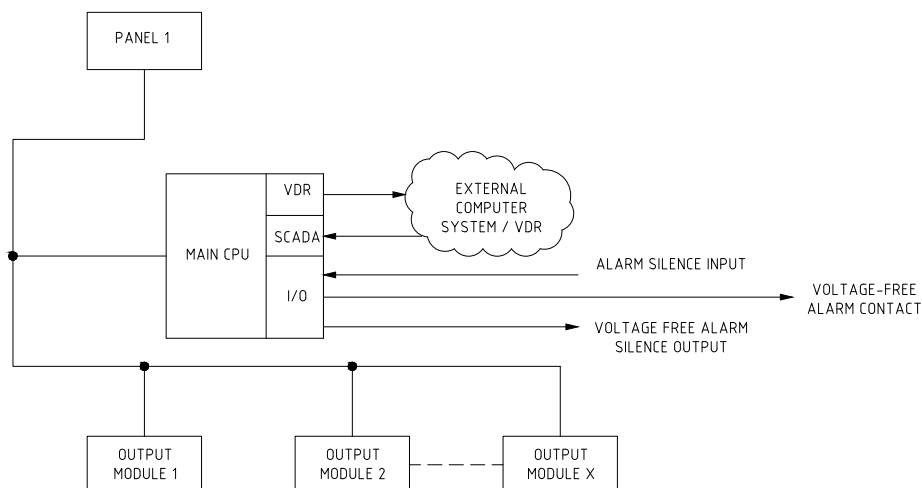 PANEL 1
VDR
EXTERNAL
COMPUTER
SYSTEM / VDR
MAIN CPU
SCADA
I/O
ALARM SILENCE INPUT
VOLTAGE-FREE
ALARM CONTACT
VOLTAGE FREE ALARM
SILENCE OUTPUT
OUTPUT
MODULE 1
OUTPUT
MODULE 2
OUTPUT
MODULE X